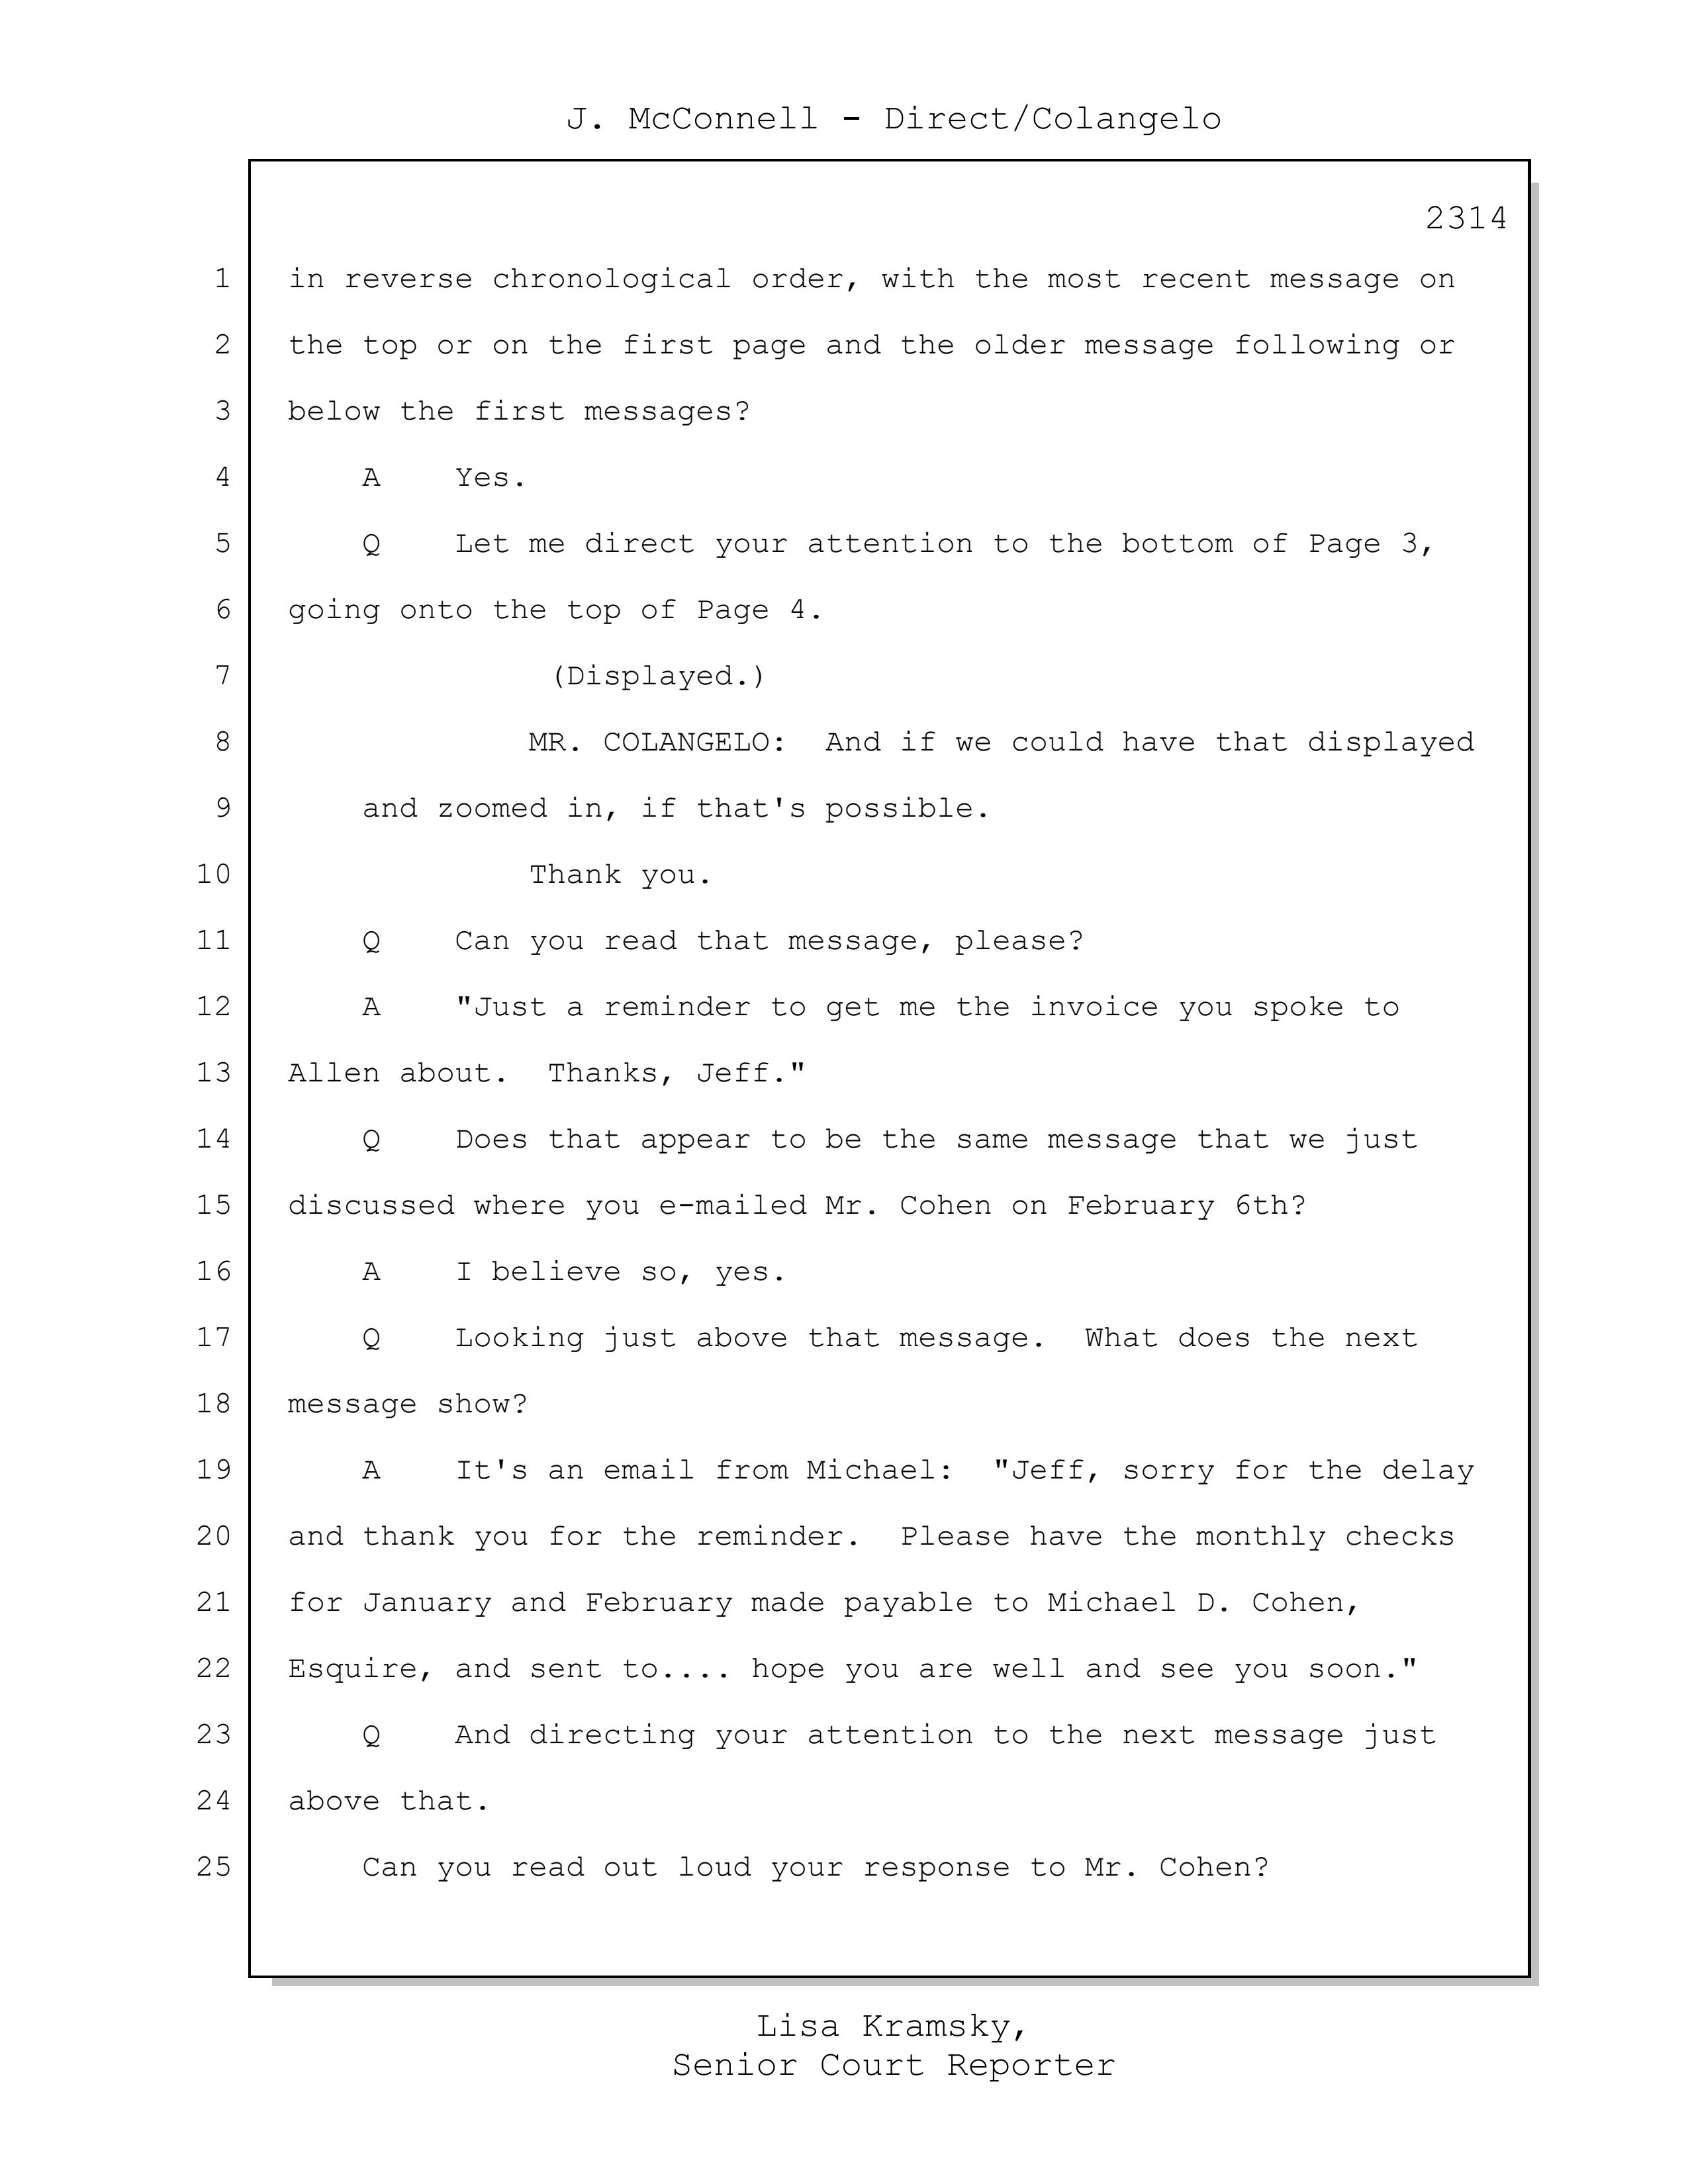 J. McConnell - Direct/Colangelo
2314
1 in reverse chronological order, with the most recent message on
2 the top or on the first page and the older message following or
3 below the first messages?
4 A Yes.
5 Q Let me direct your attention to the bottom of Page 3,
6 going onto the top of Page 4.
7 (Displayed.)
8 MR. COLANGELO: And if we could have that displayed
9 and zoomed in, if that's possible.
10 Thank you.
11 Q Can you read that message, please?
12 A "Just a reminder to get me the invoice you spoke to
13 Allen about. Thanks, Jeff."
14 Q Does that appear to be the same message that we just
15 discussed where you e-mailed Mr. Cohen on February 6th?
16 A I believe so, yes.
17 Q Looking just above that message. What does the next
18 message show?
19 A It's an email from Michael: "Jeff, sorry for the delay
20 and thank you for the reminder. Please have the monthly checks
21 for January and February made payable to Michael D. Cohen,
22 Esquire, and sent to.... hope you are well and see you soon."
23 Q And directing your attention to the next message just
24 above that.
25 Can you read out loud your response to Mr. Cohen?
Lisa Kramsky,
Senior Court Reporter